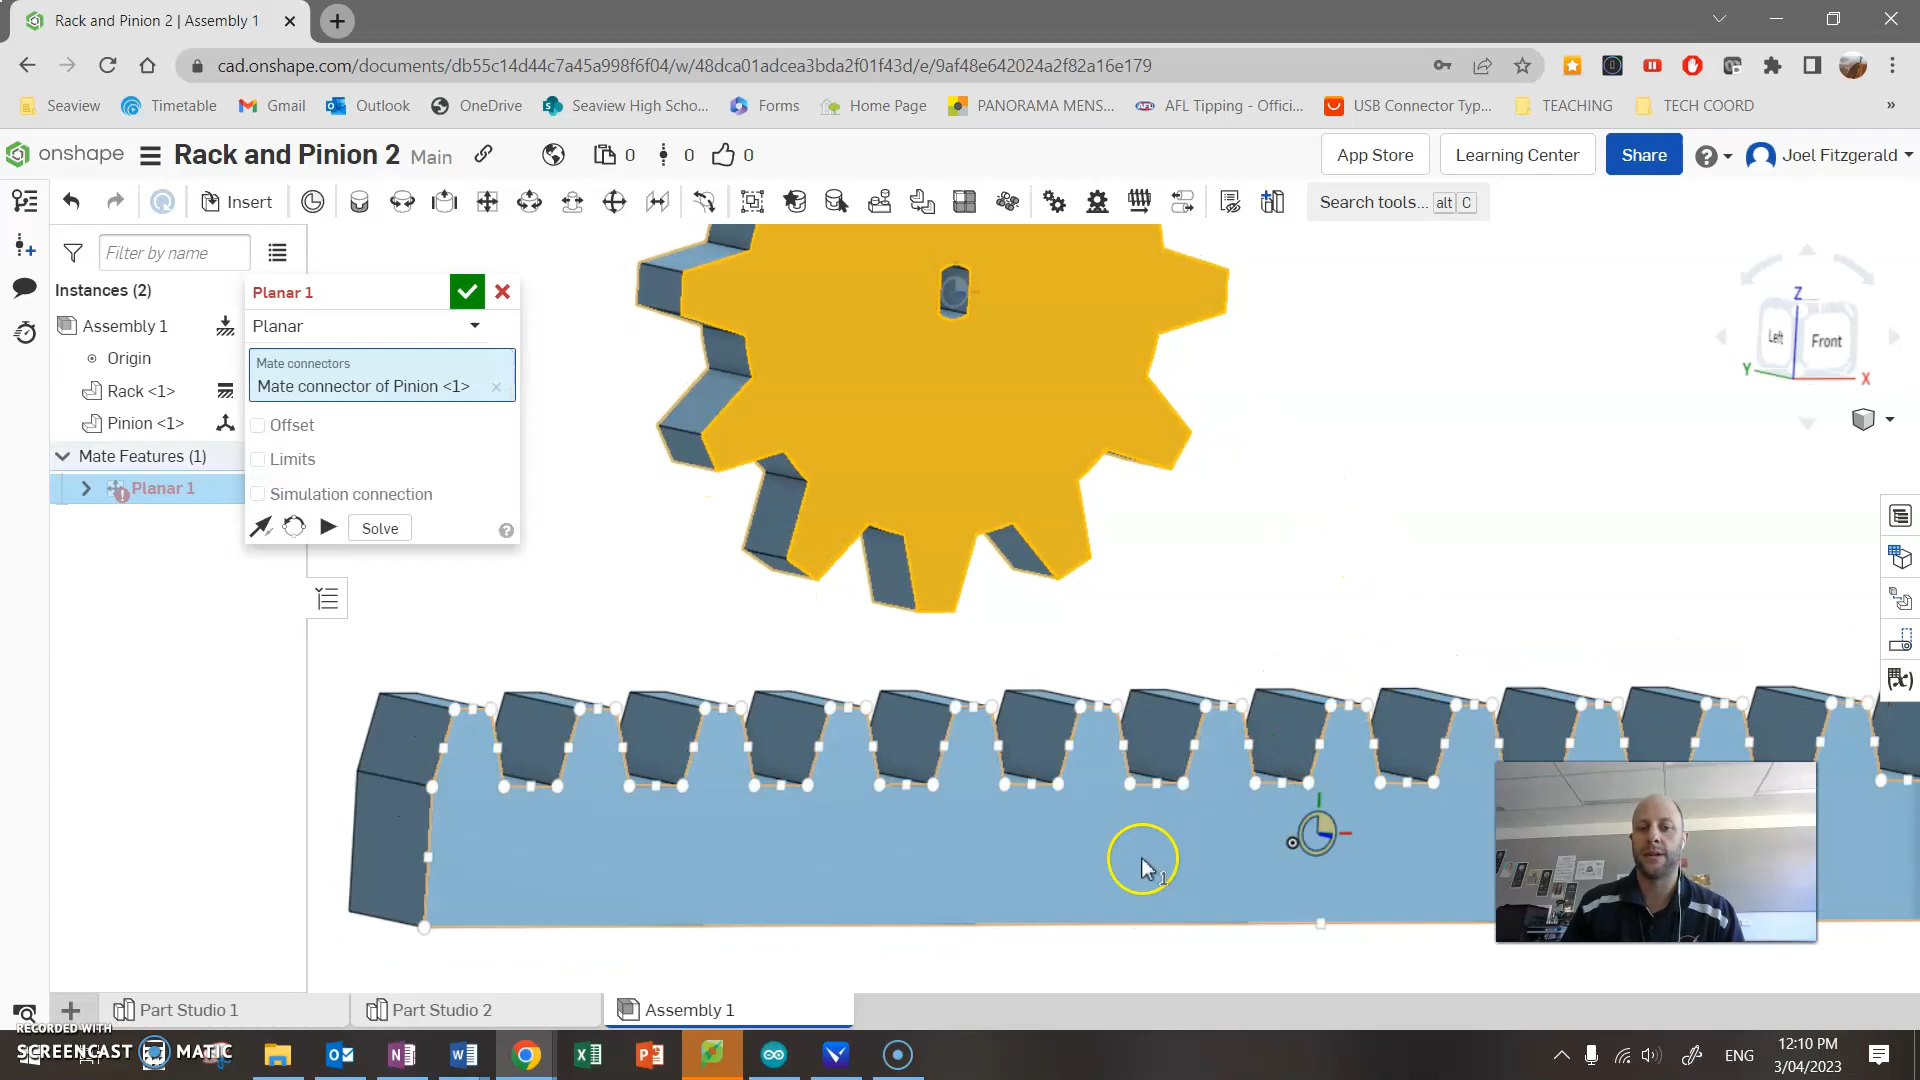 Rack and Pinion 2 | Assembly 1
cad.onshape.com/documents/db55c14d44c7a45a998f6f04/w/48dca01adcea3bda2f01f43d/e/9af48e642024a2f82a16e179
Seaview
Timetable
Gmail
Outlook
OneDrive
Seaview High Scho...
Forms
Home Page
PANORAMA MENS...
AFL Tipping - Offici...
USB Connector Typ...
TEACHING
TECH COORD
»
onshape
Rack and Pinion 2
Main
0
0
0
App Store
Learning Center
Share
Joel Fitzgerald
Insert
Search tools... alt C
Filter by name
Instances (2)
Assembly 1
Origin
Rack <1>
Pinion <1>
Mate Features (1)
Planar 1
Planar 1
Planar
Mate connectors
Mate connector of Pinion <1>
Offset
Limits
Simulation connection
Solve
Z
Left
Front
Y
X
1
Part Studio 1
Part Studio 2
Assembly 1
RECORDED WITH
SCREENCAST MATIC
ENG
12:10 PM
3/04/2023